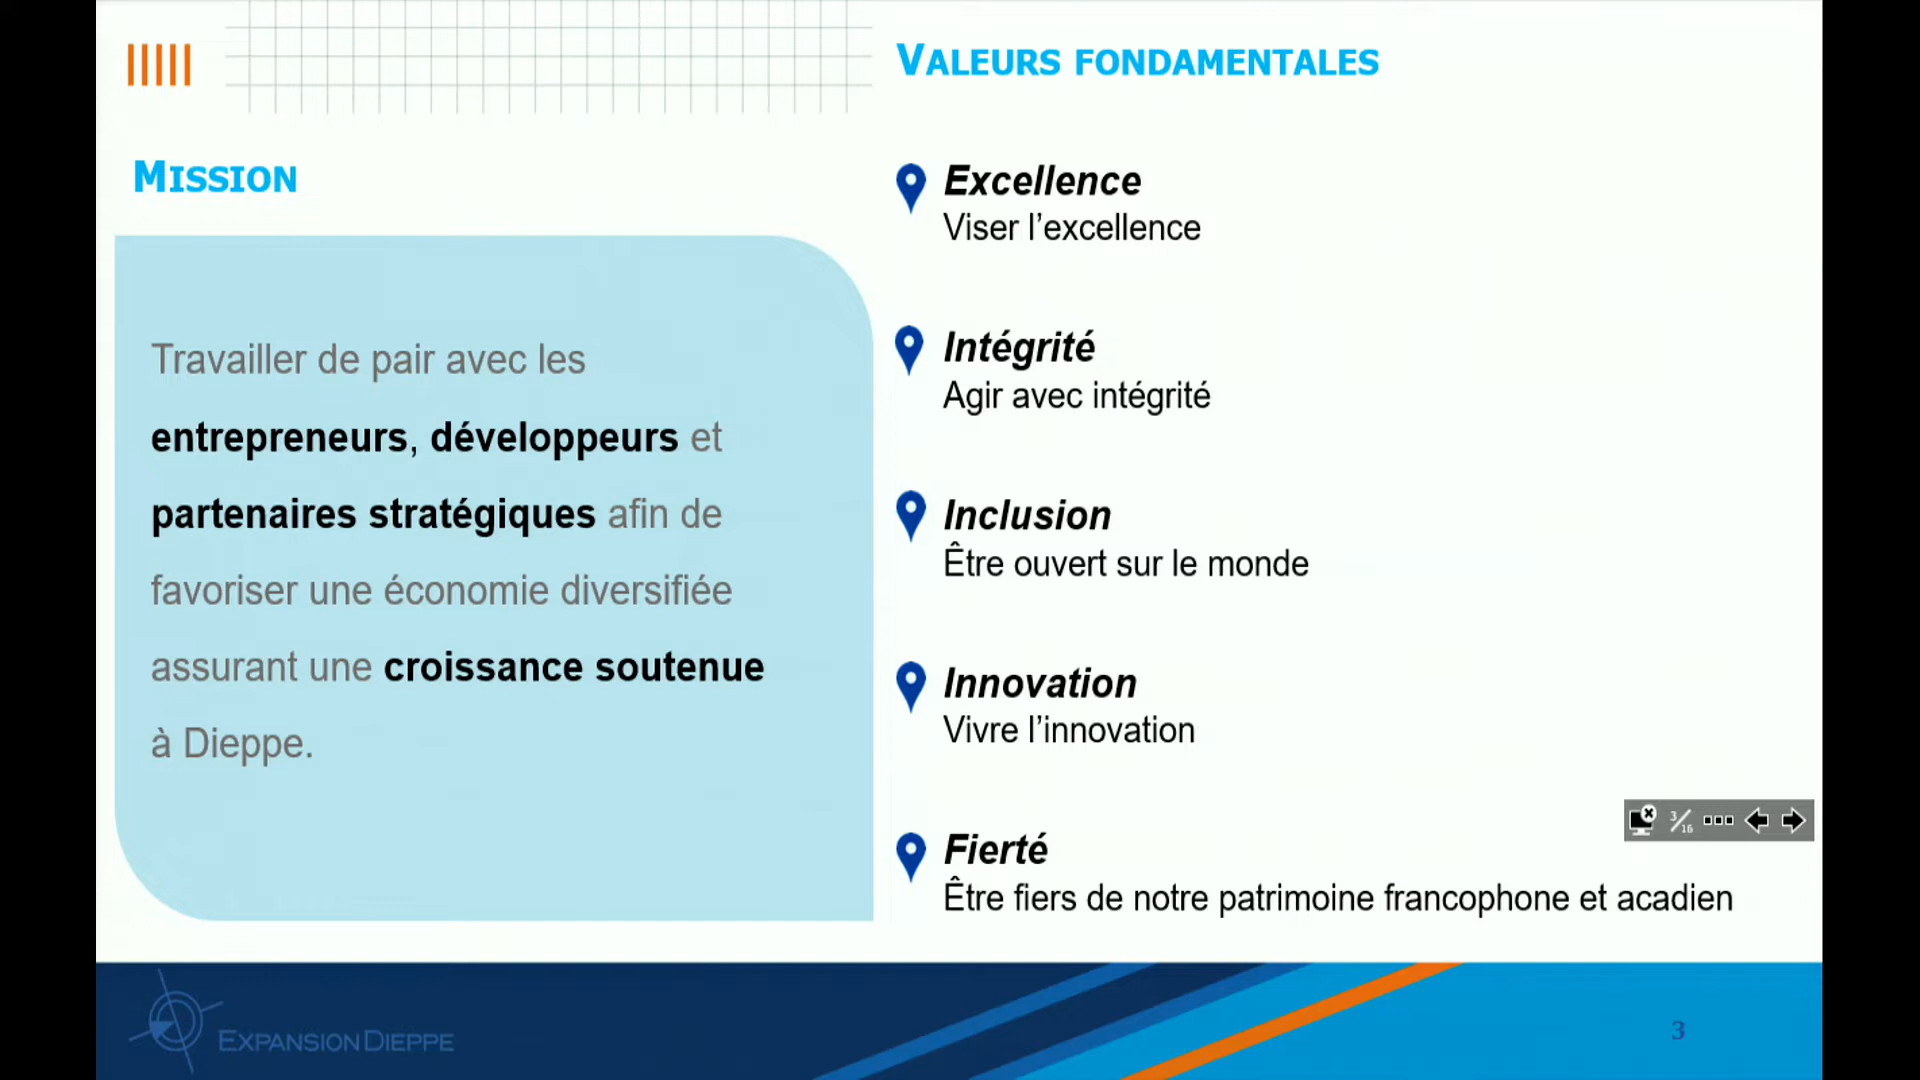 MISSION
Travailler de pair avec les
entrepreneurs, développeurs et
partenaires stratégiques afin de
favoriser une économie diversifiée
assurant une croissance soutenue
à Dieppe.
VALEURS FONDAMENTALES
Excellence
Viser l’excellence
Intégrité
Agir avec intégrité
Inclusion
Être ouvert sur le monde
Innovation
Vivre l’innovation
Fierté
Être fiers de notre patrimoine francophone et acadien
3/16
EXPANSION DIEPPE
3